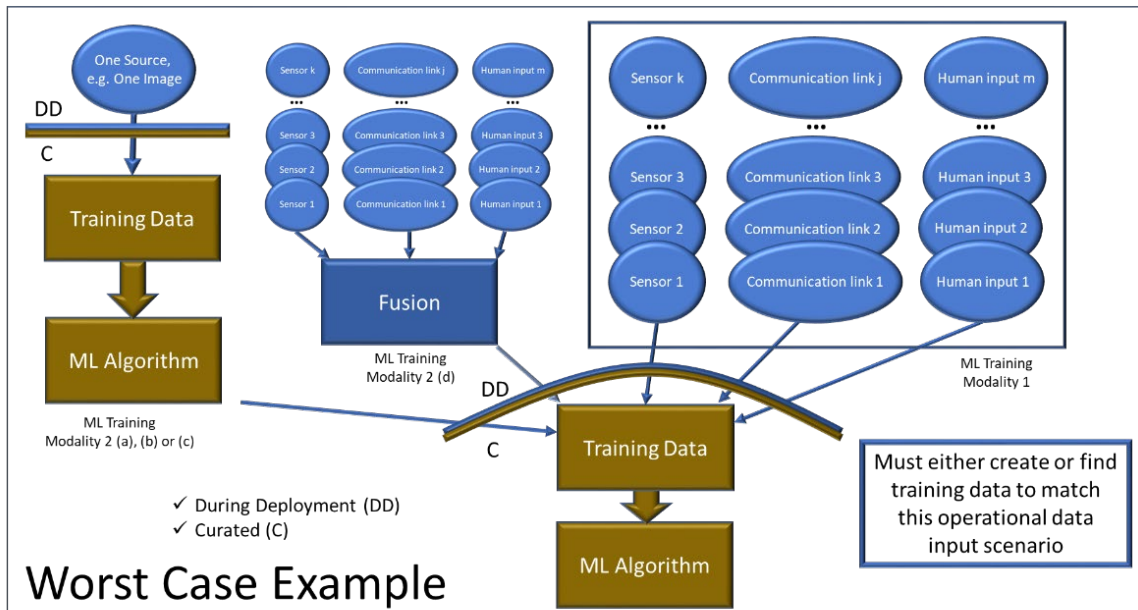 One Source,
e.g. One Image
DD
C
Training Data
ML Algorithm
ML Training
Modality 2 (a), (b) or (c)
Sensor k
Communication link j
Human input m
...
...
...
Sensor 3
Communication link 3
Human input 3
Sensor 2
Communication link 2
Human input 2
Sensor 1
Communication link 1
Human input 1
Fusion
ML Training
Modality 2 (d)
Sensor k
Communication link j
Human input m
...
...
...
Sensor 3
Communication link 3
Human input 3
Sensor 2
Communication link 2
Human input 2
Sensor 1
Communication link 1
Human input 1
ML Training
Modality 1
DD
C
Training Data
ML Algorithm
Must either create or find
training data to match
this operational data
input scenario
✓ During Deployment (DD)
✓ Curated (C)
Worst Case Example